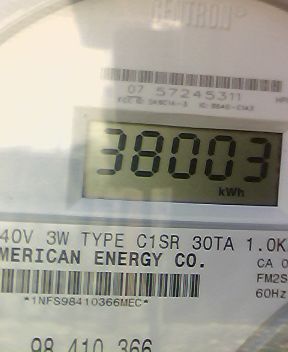 CENTRON®
07 57245311
38003
kWh
40V 3W TYPE C1SR 30TA 1.0K
MERICAN ENERGY CO.
CA 0
FM2S
60Hz
*1NFS98410366MEC*
98 410 366